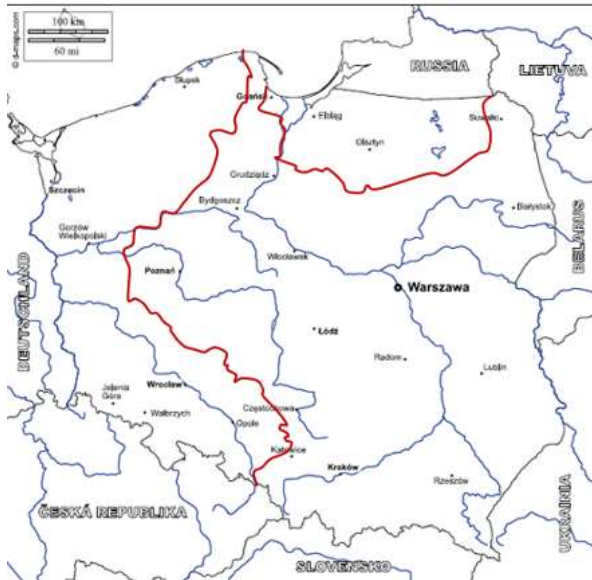 100 km
60 mi
© d-maps.com
RUSSIA
LIETUVA
Słupsk
Gdańsk
Elbląg
Suwałki
Olsztyn
Szczecin
Grudziądz
Bydgoszcz
Białystok
Gorzów
Wielkopolski
BELARUS
Włocławek
Poznań
Warszawa
DEUTSCHLAND
Łódź
Radom
Lublin
Jelenia
Góra
Wrocław
Wałbrzych
Częstochowa
Opole
Katowice
Kraków
Rzeszów
UKRAINIA
ČESKÁ REPUBLIKA
SLOVENSKO